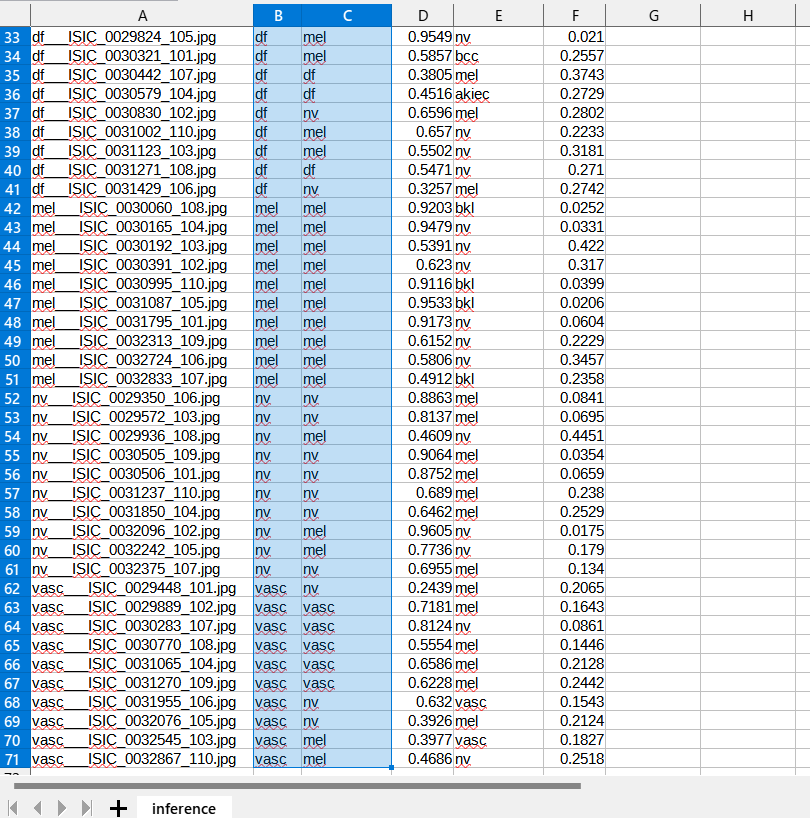 A B C D E F G H
33 df___ISIC_0029824_105.jpg df mel 0.9549 nv 0.021
34 df___ISIC_0030321_101.jpg df mel 0.5857 bcc 0.2557
35 df___ISIC_0030442_107.jpg df df 0.3805 mel 0.3743
36 df___ISIC_0030579_104.jpg df df 0.4516 akiec 0.2729
37 df___ISIC_0030830_102.jpg df nv 0.6596 mel 0.2802
38 df___ISIC_0031002_110.jpg df mel 0.657 nv 0.2233
39 df___ISIC_0031123_103.jpg df mel 0.5502 nv 0.3181
40 df___ISIC_0031271_108.jpg df df 0.5471 nv 0.271
41 df___ISIC_0031429_106.jpg df nv 0.3257 mel 0.2742
42 mel___ISIC_0030060_108.jpg mel mel 0.9203 bkl 0.0252
43 mel___ISIC_0030165_104.jpg mel mel 0.9479 nv 0.0331
44 mel___ISIC_0030192_103.jpg mel mel 0.5391 nv 0.422
45 mel___ISIC_0030391_102.jpg mel mel 0.623 nv 0.317
46 mel___ISIC_0030995_110.jpg mel mel 0.9116 bkl 0.0399
47 mel___ISIC_0031087_105.jpg mel mel 0.9533 bkl 0.0206
48 mel___ISIC_0031795_101.jpg mel mel 0.9173 nv 0.0604
49 mel___ISIC_0032313_109.jpg mel mel 0.6152 nv 0.2229
50 mel___ISIC_0032724_106.jpg mel mel 0.5806 nv 0.3457
51 mel___ISIC_0032833_107.jpg mel mel 0.4912 bkl 0.2358
52 nv___ISIC_0029350_106.jpg nv nv 0.8863 mel 0.0841
53 nv___ISIC_0029572_103.jpg nv nv 0.8137 mel 0.0695
54 nv___ISIC_0029936_108.jpg nv mel 0.4609 nv 0.4451
55 nv___ISIC_0030505_109.jpg nv nv 0.9064 mel 0.0354
56 nv___ISIC_0030506_101.jpg nv nv 0.8752 mel 0.0659
57 nv___ISIC_0031237_110.jpg nv nv 0.689 mel 0.238
58 nv___ISIC_0031850_104.jpg nv nv 0.6462 mel 0.2529
59 nv___ISIC_0032096_102.jpg nv mel 0.9605 nv 0.0175
60 nv___ISIC_0032242_105.jpg nv mel 0.7736 nv 0.179
61 nv___ISIC_0032375_107.jpg nv nv 0.6955 mel 0.134
62 vasc___ISIC_0029448_101.jpg vasc nv 0.2439 mel 0.2065
63 vasc___ISIC_0029889_102.jpg vasc vasc 0.7181 mel 0.1643
64 vasc___ISIC_0030283_107.jpg vasc vasc 0.8124 nv 0.0861
65 vasc___ISIC_0030770_108.jpg vasc vasc 0.5554 mel 0.1446
66 vasc___ISIC_0031065_104.jpg vasc vasc 0.6586 mel 0.2128
67 vasc___ISIC_0031270_109.jpg vasc vasc 0.6228 mel 0.2442
68 vasc___ISIC_0031955_106.jpg vasc nv 0.632 vasc 0.1543
69 vasc___ISIC_0032076_105.jpg vasc nv 0.3926 mel 0.2124
70 vasc___ISIC_0032545_103.jpg vasc mel 0.3977 vasc 0.1827
71 vasc___ISIC_0032867_110.jpg vasc mel 0.4686 nv 0.2518
inference